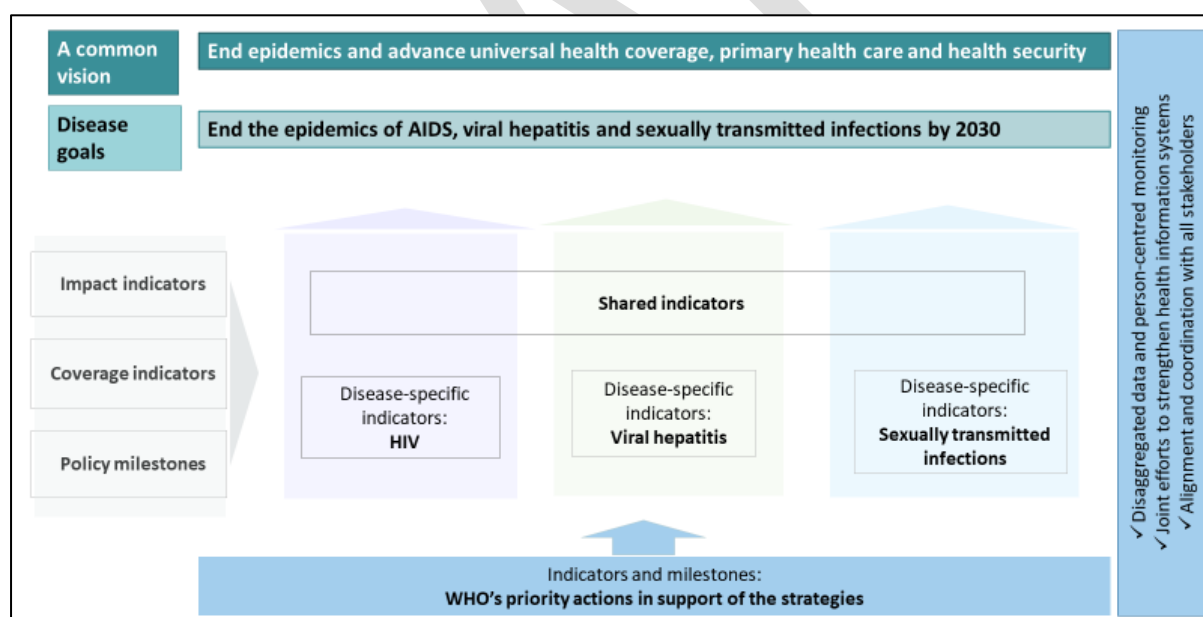 A common
vision
End epidemics and advance universal health coverage, primary health care and health security
Disease
goals
End the epidemics of AIDS, viral hepatitis and sexually transmitted infections by 2030
Impact indicators
Coverage indicators
Policy milestones
Shared indicators
Disease-specific
indicators:
HIV
Disease-specific
indicators:
Viral hepatitis
Disease-specific
indicators:
Sexually transmitted
infections
Indicators and milestones:
WHO's priority actions in support of the strategies
✓ Disaggregated data and person-centred monitoring
✓ Joint efforts to strengthen health information systems
✓ Alignment and coordination with all stakeholders